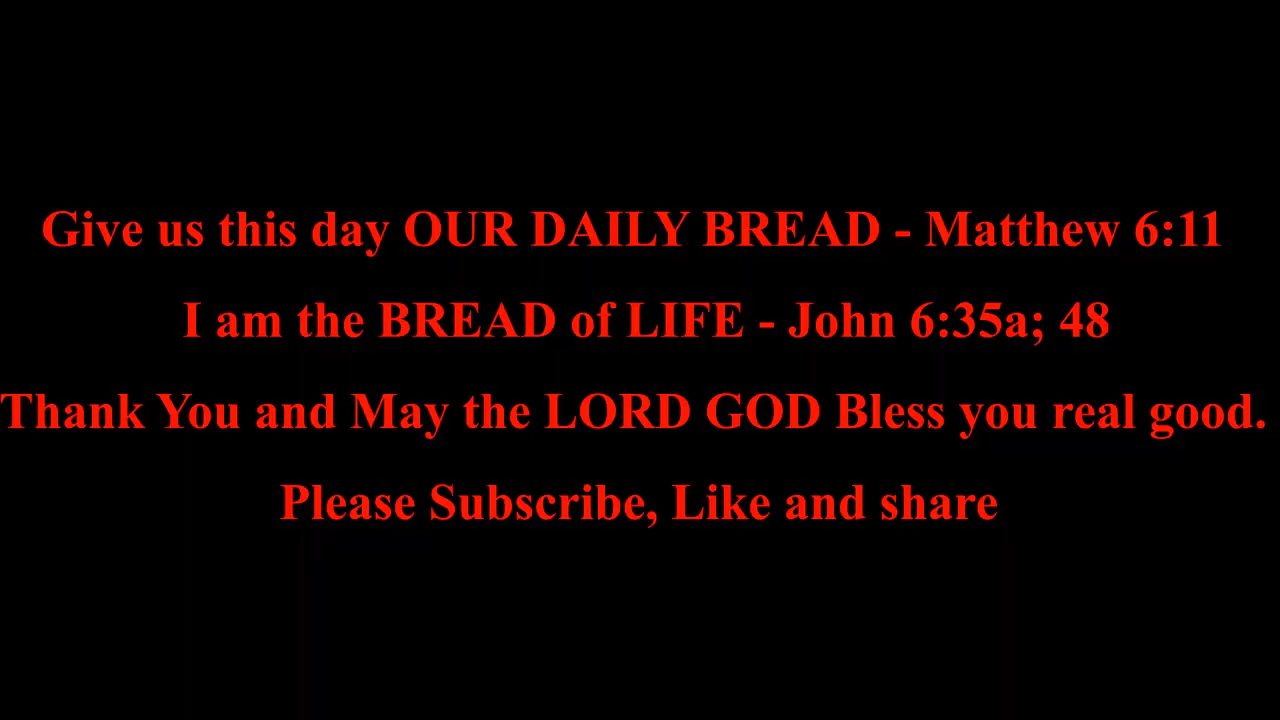 Give us this day OUR DAILY BREAD - Matthew 6:11
I am the BREAD of LIFE - John 6:35a; 48
Thank You and May the LORD GOD Bless you real good.
Please Subscribe, Like and share